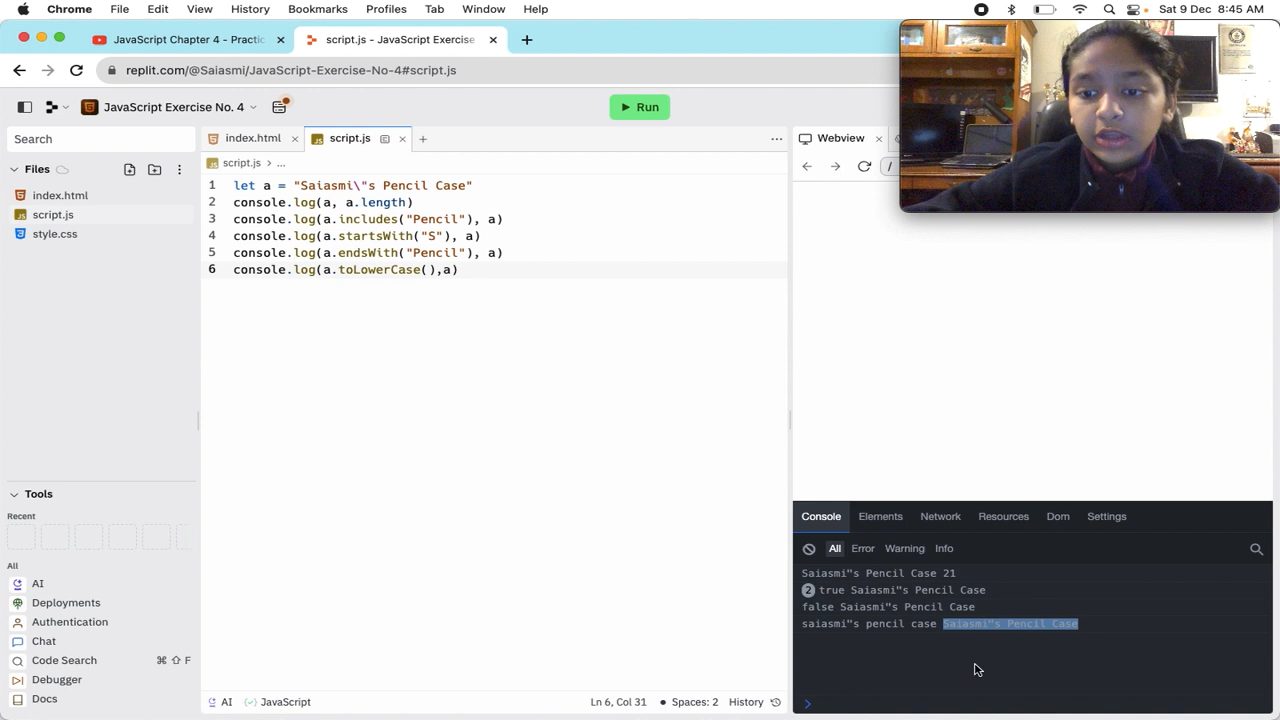 Chrome File Edit View History Bookmarks Profiles Tab Window Help Sat 9 Dec 8:45 AM
JavaScript Chapter script.js - JavaScript Exercise
replit.com/@Saiasmi/JavaScript-Exercise-No-4#script.js
JavaScript Exercise No. 4 Run
Search
index.html script.js
Webview
Files
script.js > ...
/
index.html
script.js
style.css
1 let a = "Saiasmi\"s Pencil Case"
2 console.log(a, a.length)
3 console.log(a.includes("Pencil"), a)
4 console.log(a.startsWith("S"), a)
5 console.log(a.endsWith("Pencil"), a)
6 console.log(a.toLowerCase(),a)
Tools
Recent
All
AI
Deployments
Authentication
Chat
Code Search ⌘ ⇧ F
Debugger
Docs
Console Elements Network Resources Dom Settings
All Error Warning Info
Saiasmi"s Pencil Case 21
2 true Saiasmi"s Pencil Case
false Saiasmi"s Pencil Case
saiasmi"s pencil case Saiasmi"s Pencil Case
AI JavaScript Ln 6, Col 31 Spaces: 2 History